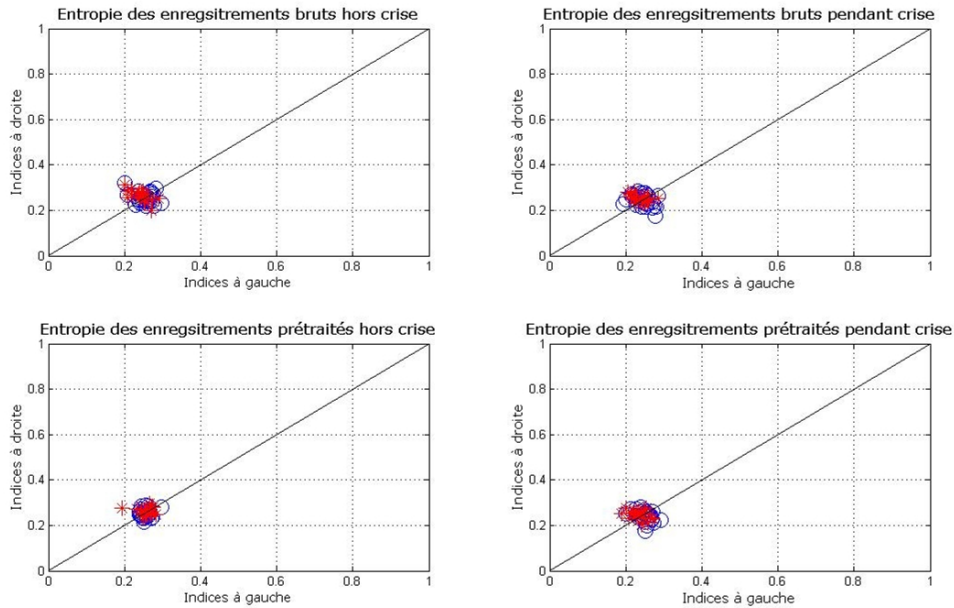 Entropie des enregsitrements bruts hors crise
1
0.8
0.6
0.4
0.2
0
Indices à droite
0 0.2 0.4 0.6 0.8 1
Indices à gauche
Entropie des enregsitrements bruts pendant crise
1
0.8
0.6
0.4
0.2
0
Indices à droite
0 0.2 0.4 0.6 0.8 1
Indices à gauche
Entropie des enregsitrements prétraités hors crise
1
0.8
0.6
0.4
0.2
0
Indices à droite
0 0.2 0.4 0.6 0.8 1
Indices à gauche
Entropie des enregsitrements prétraités pendant crise
1
0.8
0.6
0.4
0.2
0
Indices à droite
0 0.2 0.4 0.6 0.8 1
Indices à gauche